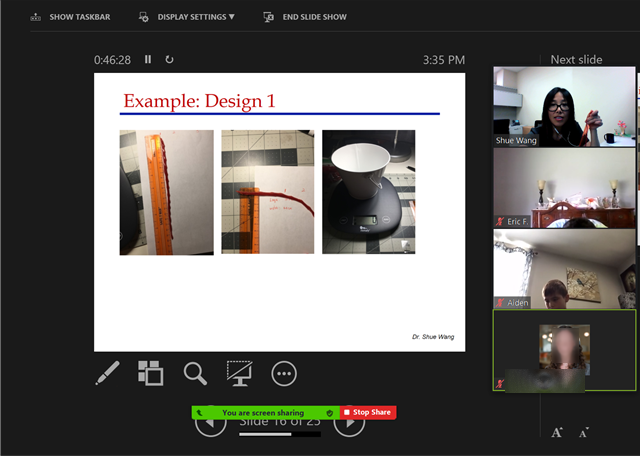 SHOW TASKBAR
DISPLAY SETTINGS ▼
END SLIDE SHOW
0:46:28
3:35 PM
Next slide
Example: Design 1
Shue Wang
Eric F.
Aiden
Dr. Shue Wang
You are screen sharing
Stop Share
Slide 16 of 25
A A